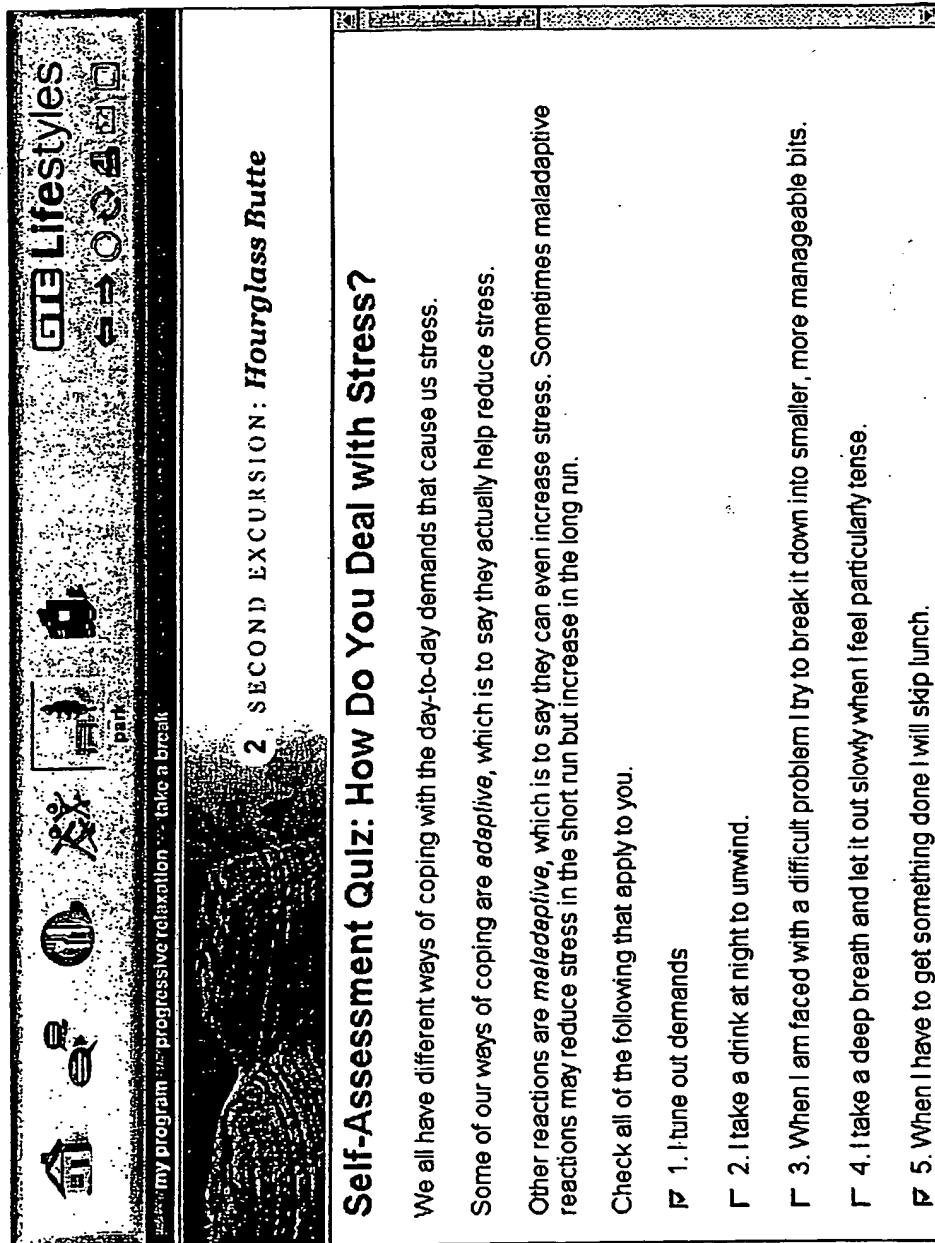 GTE Lifestyles
park
my program progressive relaxation take a break
2 SECOND EXCURSION: Hourglass Butte
Self-Assessment Quiz: How Do You Deal with Stress?
We all have different ways of coping with the day-to-day demands that cause us stress.
Some of our ways of coping are adaptive, which is to say they actually help reduce stress.
Other reactions are maladaptive, which is to say they can even increase stress. Sometimes maladaptive
reactions may reduce stress in the short run but increase in the long run.
Check all of the following that apply to you.
1. I tune out demands
2. I take a drink at night to unwind.
3. When I am faced with a difficult problem I try to break it down into smaller, more manageable bits.
4. I take a deep breath and let it out slowly when I feel particularly tense.
5. When I have to get something done I will skip lunch.